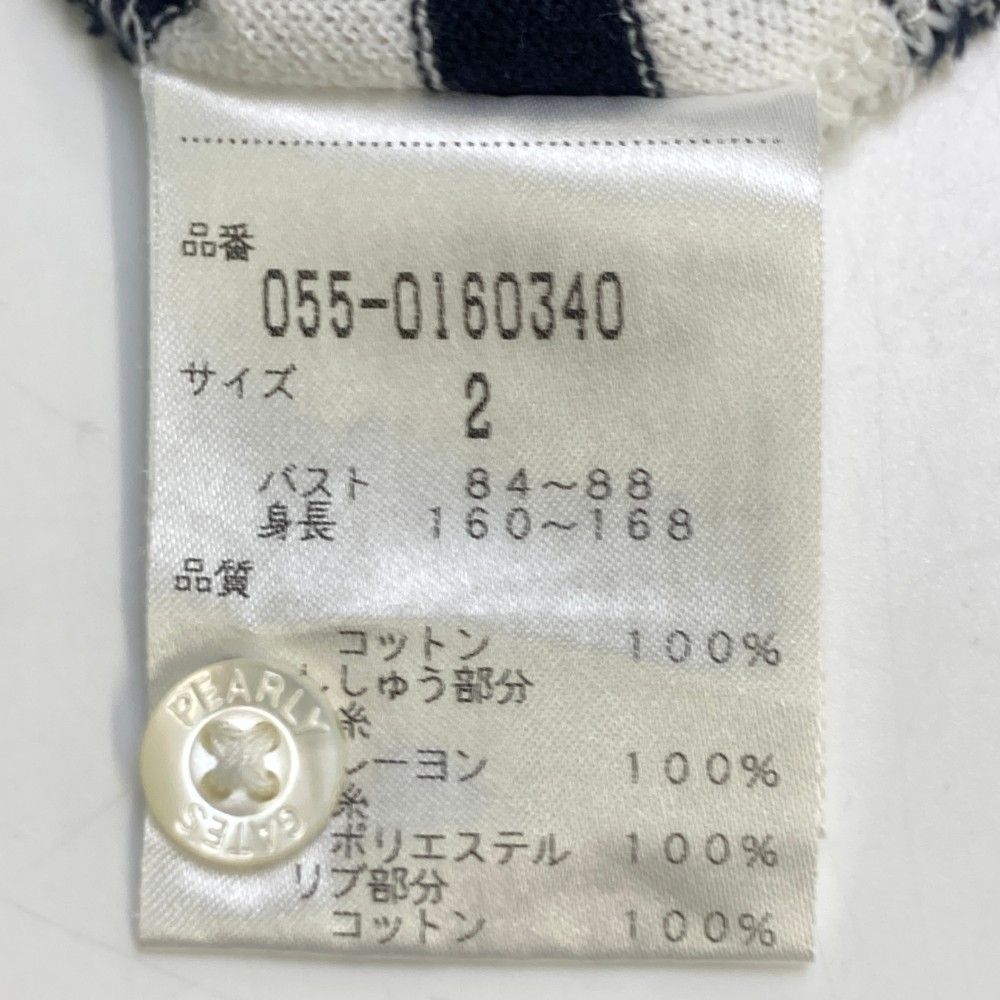 品番
055-0160340
サイズ 2
バスト 84～88
身長 160～168
品質
コットン 100%
しゅう部分
糸
レーヨン 100%
糸
ポリエステル 100%
リブ部分
コットン 100%
PEARLY
GATES